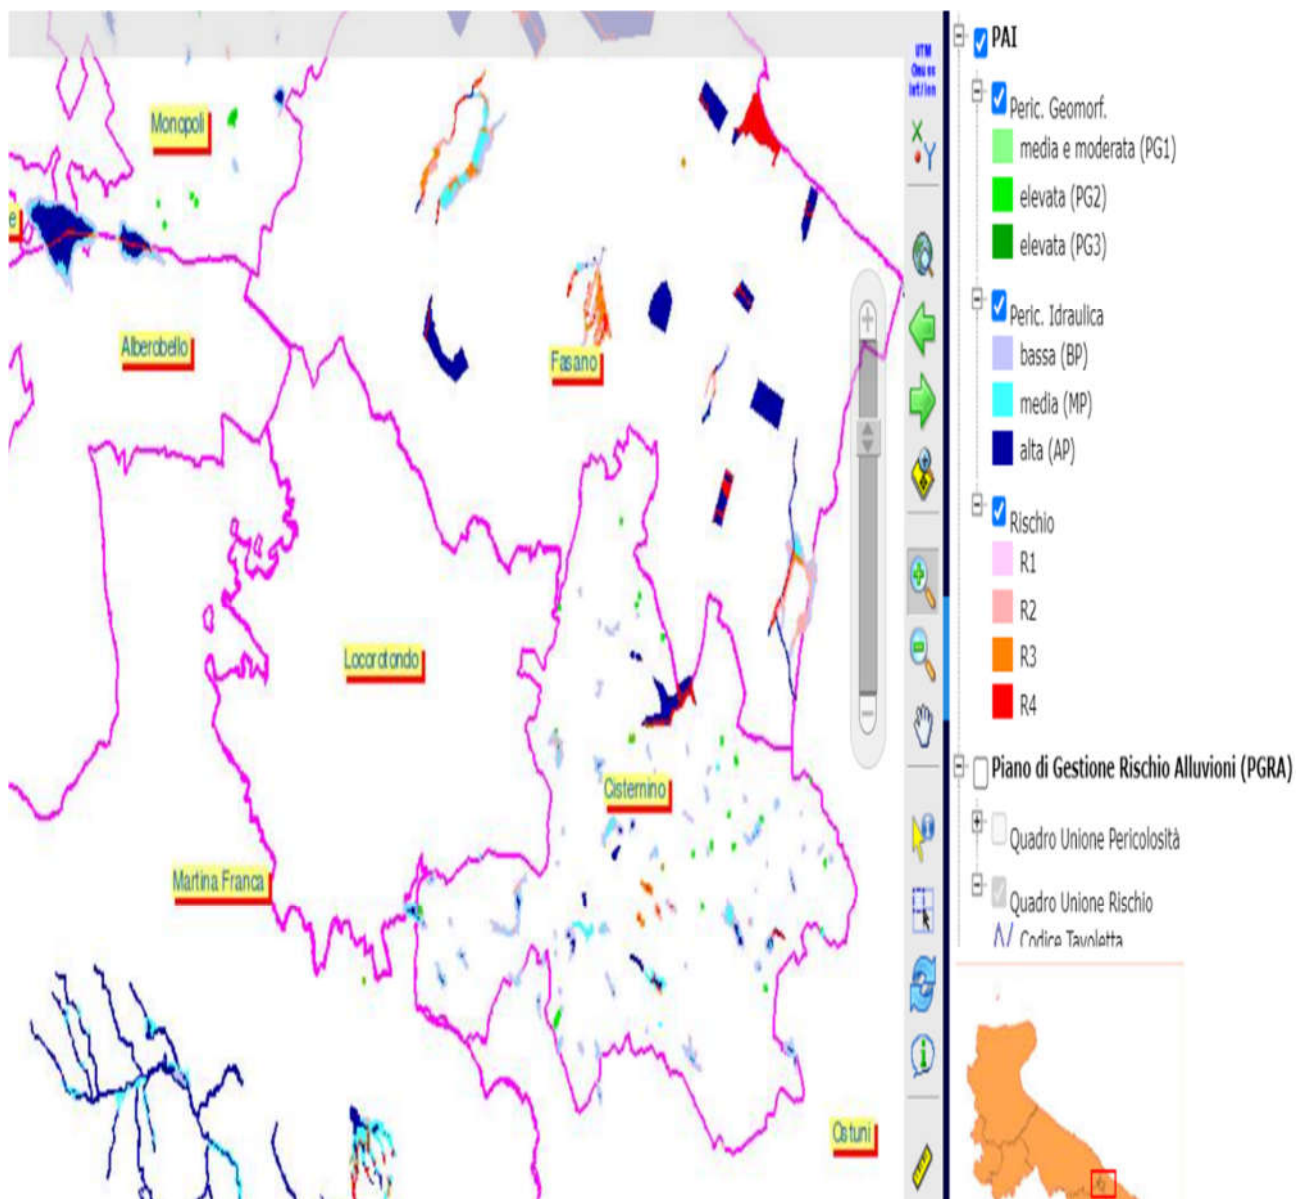 Monopoli
e
Alberobello
Fasano
Locorotondo
Cisternino
Martina Franca
Ostuni
UTM
X
Y
PAI
Peric. Geomorf.
media e moderata (PG1)
elevata (PG2)
elevata (PG3)
Peric. Idraulica
bassa (BP)
media (MP)
alta (AP)
Rischio
R1
R2
R3
R4
Piano di Gestione Rischio Alluvioni (PGRA)
Quadro Unione Pericolosità
Quadro Unione Rischio
Codice Tavoletta